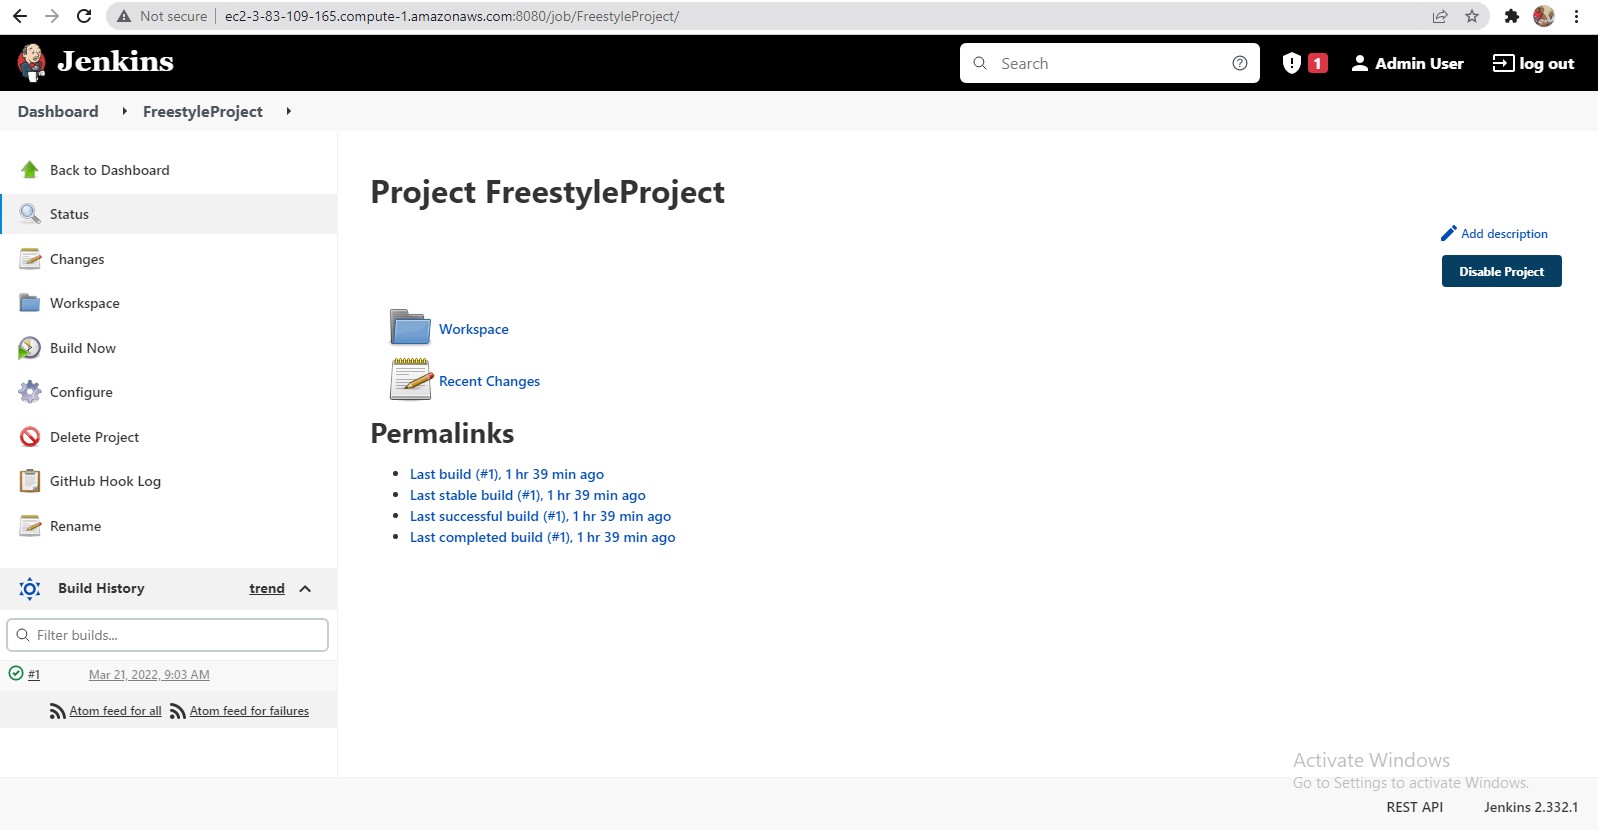 Not secure | ec2-3-83-109-165.compute-1.amazonaws.com:8080/job/FreestyleProject/
Jenkins
Search
1
Admin User
log out
Dashboard
FreestyleProject
Back to Dashboard
Status
Changes
Workspace
Build Now
Configure
Delete Project
GitHub Hook Log
Rename
Build History
trend
Filter builds...
#1
Mar 21, 2022, 9:03 AM
Atom feed for all
Atom feed for failures
Project FreestyleProject
Add description
Disable Project
Workspace
Recent Changes
Permalinks
Last build (#1), 1 hr 39 min ago
Last stable build (#1), 1 hr 39 min ago
Last successful build (#1), 1 hr 39 min ago
Last completed build (#1), 1 hr 39 min ago
Activate Windows
Go to Settings to activate Windows.
REST API
Jenkins 2.332.1